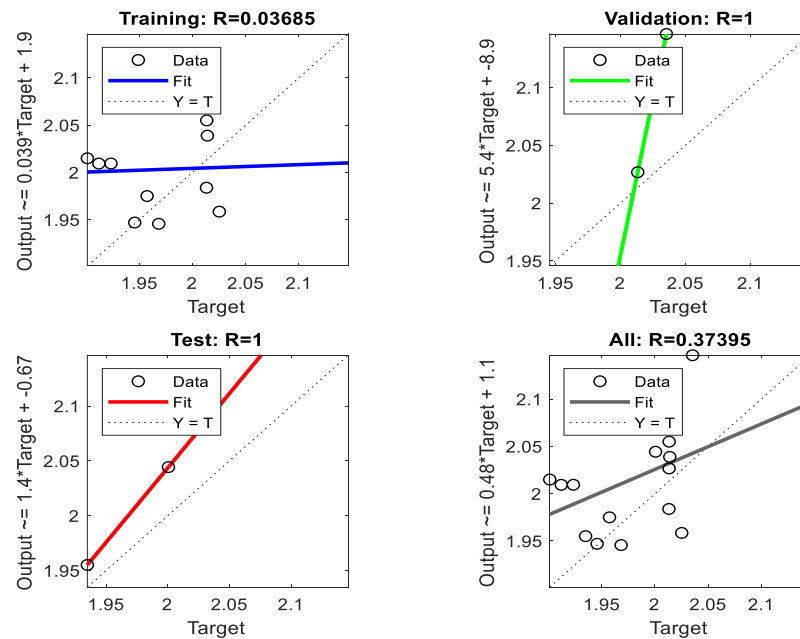 Training: R=0.03685
Output ~= 0.039*Target + 1.9
Data
Fit
Y = T
2.1
2.05
2
1.95
1.95 2 2.05 2.1
Target
Validation: R=1
Output ~= 5.4*Target + -8.9
Data
Fit
Y = T
2.1
2.05
2
1.95
1.95 2 2.05 2.1
Target
Test: R=1
Output ~= 1.4*Target + -0.67
Data
Fit
Y = T
2.1
2.05
2
1.95
1.95 2 2.05 2.1
Target
All: R=0.37395
Output ~= 0.48*Target + 1.1
Data
Fit
Y = T
2.1
2.05
2
1.95
1.95 2 2.05 2.1
Target